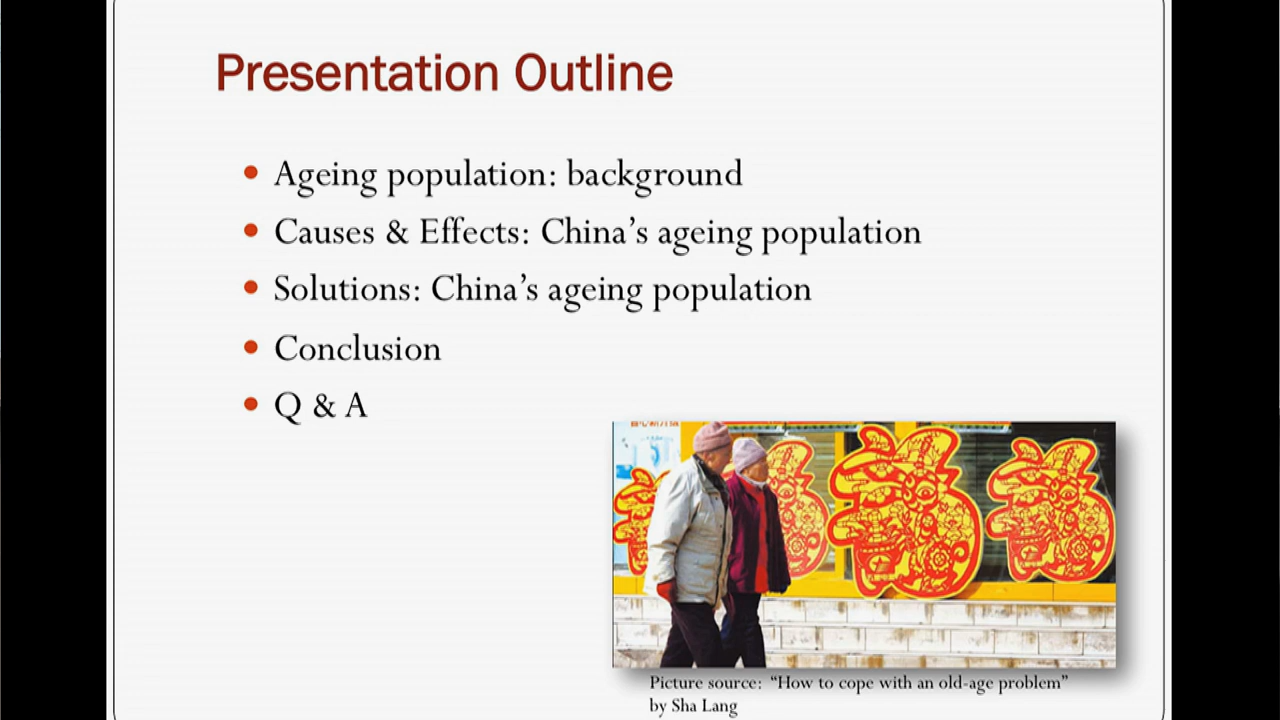 Presentation Outline
Ageing population: background
Causes & Effects: China’s ageing population
Solutions: China’s ageing population
Conclusion
Q & A
Picture source: “How to cope with an old-age problem”
by Sha Lang